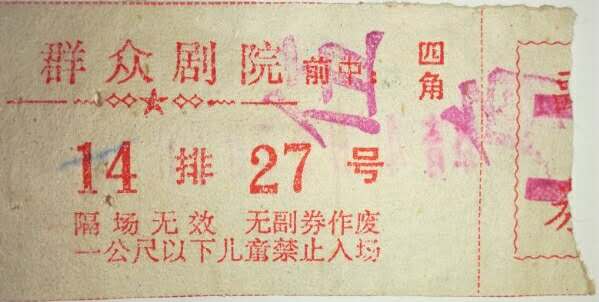 群众剧院 前中:
四角
14 排 27 号
隔场无效 无副券作废
一公尺以下儿童禁止入场